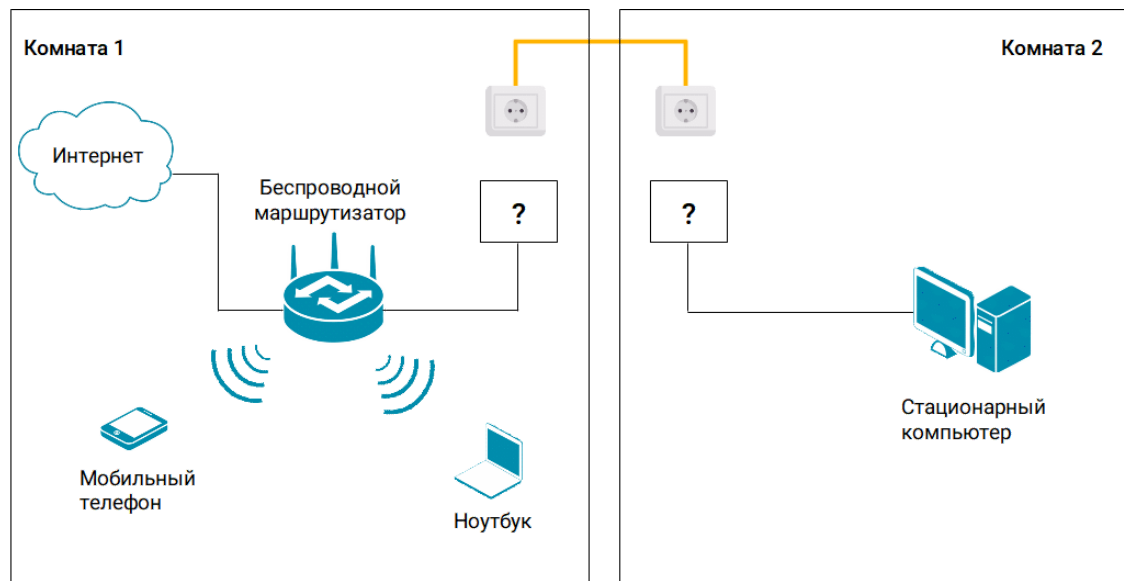 Комната 1
Комната 2
Интернет
Беспроводной
маршрутизатор
?
?
Мобильный
телефон
Ноутбук
Стационарный
компьютер